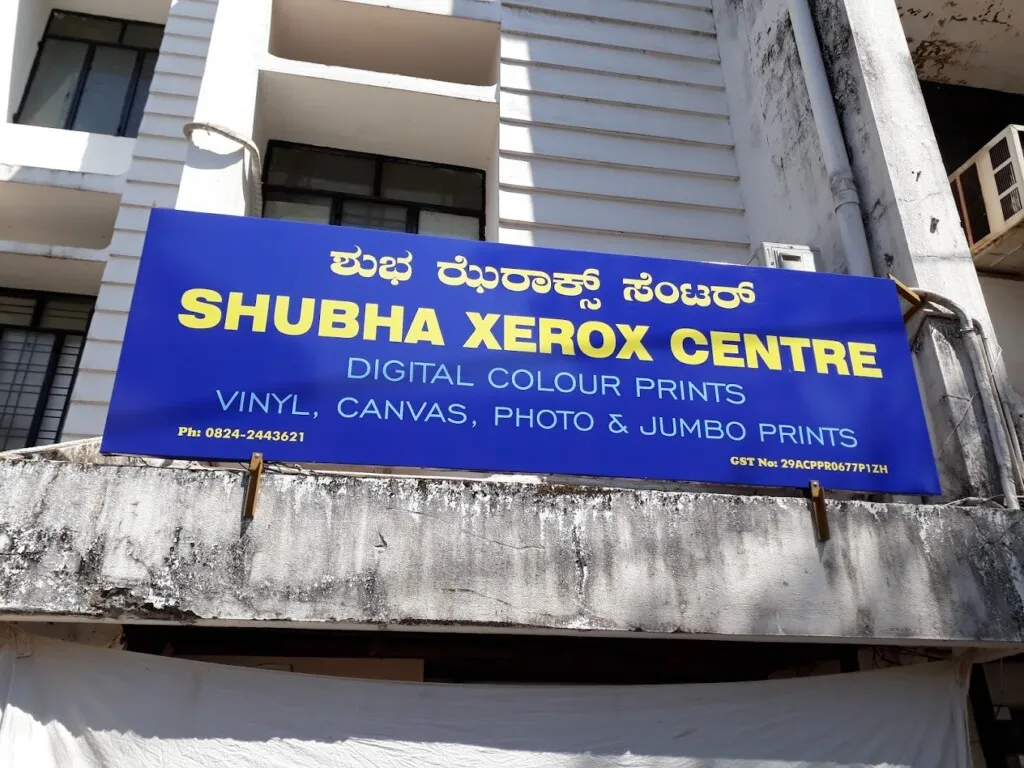 ಶುಭ ಝೆರಾಕ್ಸ್ ಸೆಂಟರ್
SHUBHA XEROX CENTRE
DIGITAL COLOUR PRINTS
VINYL, CANVAS, PHOTO & JUMBO PRINTS
Ph: 0824-2443621
GST No: 29ACPPR0677P1ZH